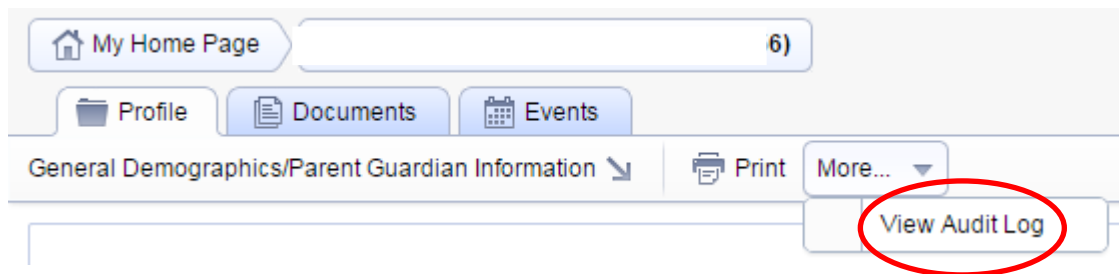 My Home Page 6)
Profile Documents Events
General Demographics/Parent Guardian Information Print More...
View Audit Log